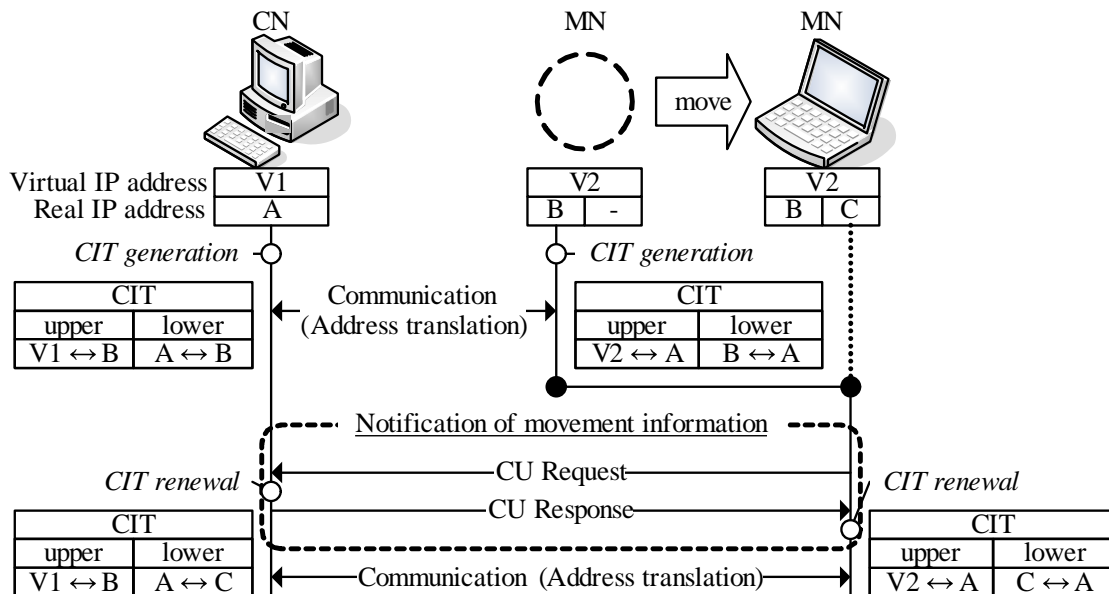 CN
MN
MN
move
Virtual IP address
V1
V2
V2
Real IP address
A
B
-
B
C
CIT generation
CIT generation
CIT
upper
lower
V1 ↔ B
A ↔ B
Communication
(Address translation)
CIT
upper
lower
V2 ↔ A
B ↔ A
Notification of movement information
CU Request
CIT renewal
CIT renewal
CU Response
CIT
upper
lower
V1 ↔ B
A ↔ C
Communication (Address translation)
CIT
upper
lower
V2 ↔ A
C ↔ A